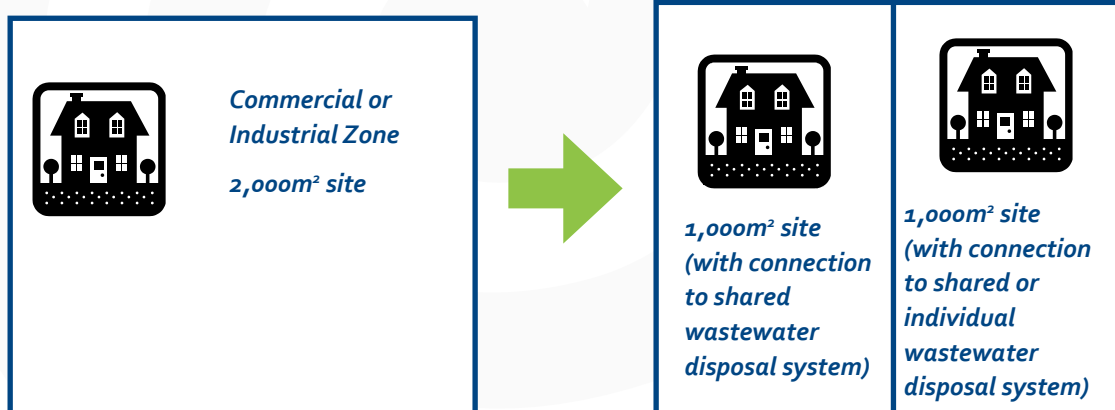 Commercial or
Industrial Zone
2,000m² site
1,000m² site
(with connection
to shared
wastewater
disposal system)
1,000m² site
(with connection
to shared or
individual
wastewater
disposal system)